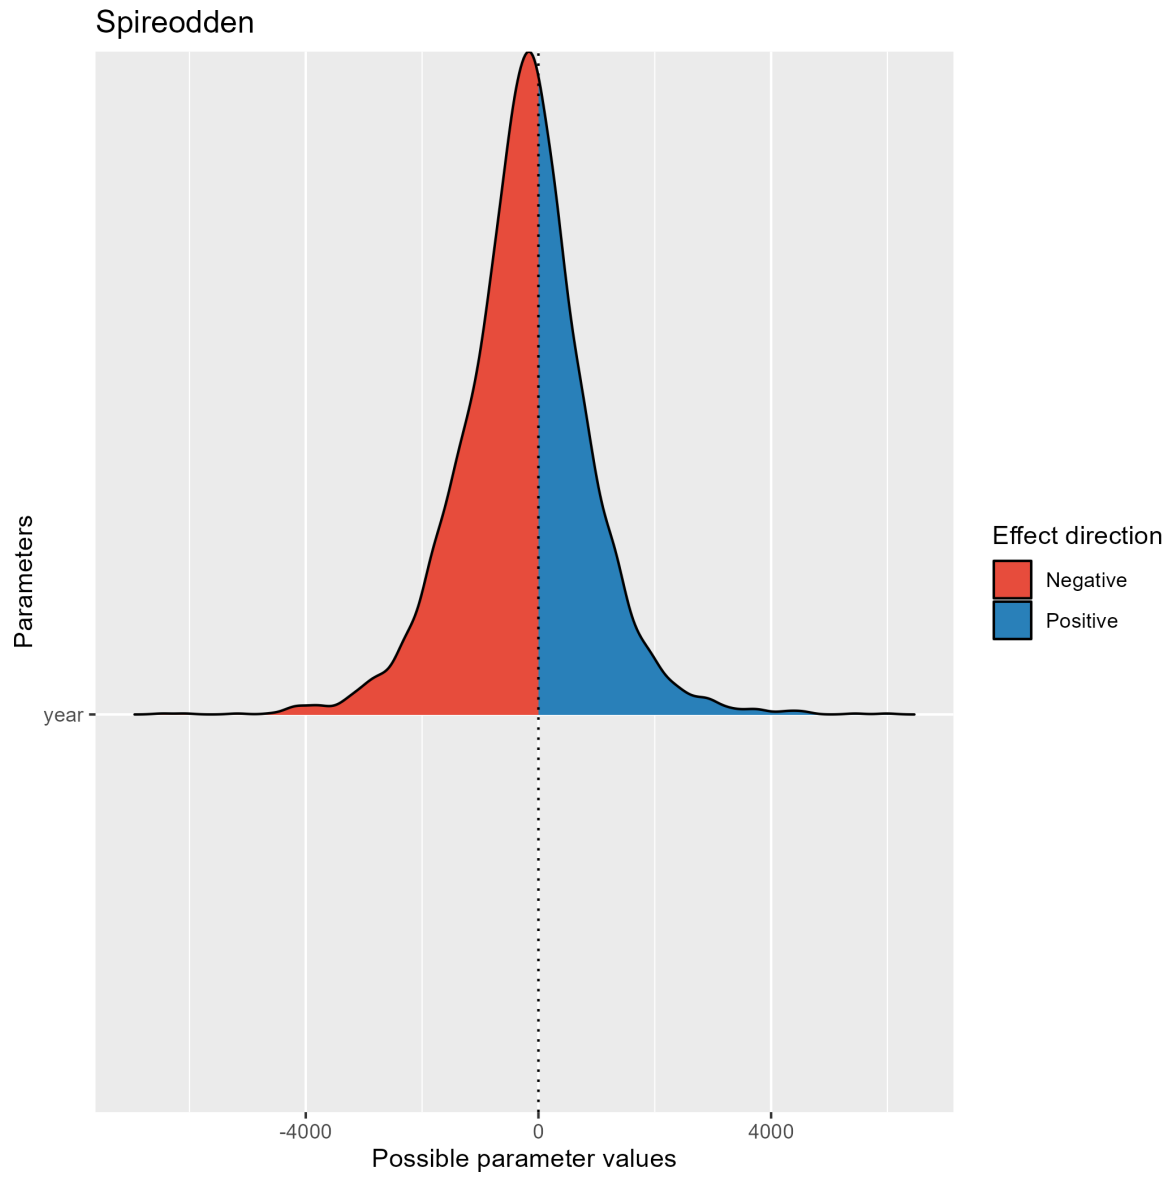 Spireodden
Parameters
year
-4000
0
4000
Possible parameter values
Effect direction
Negative
Positive